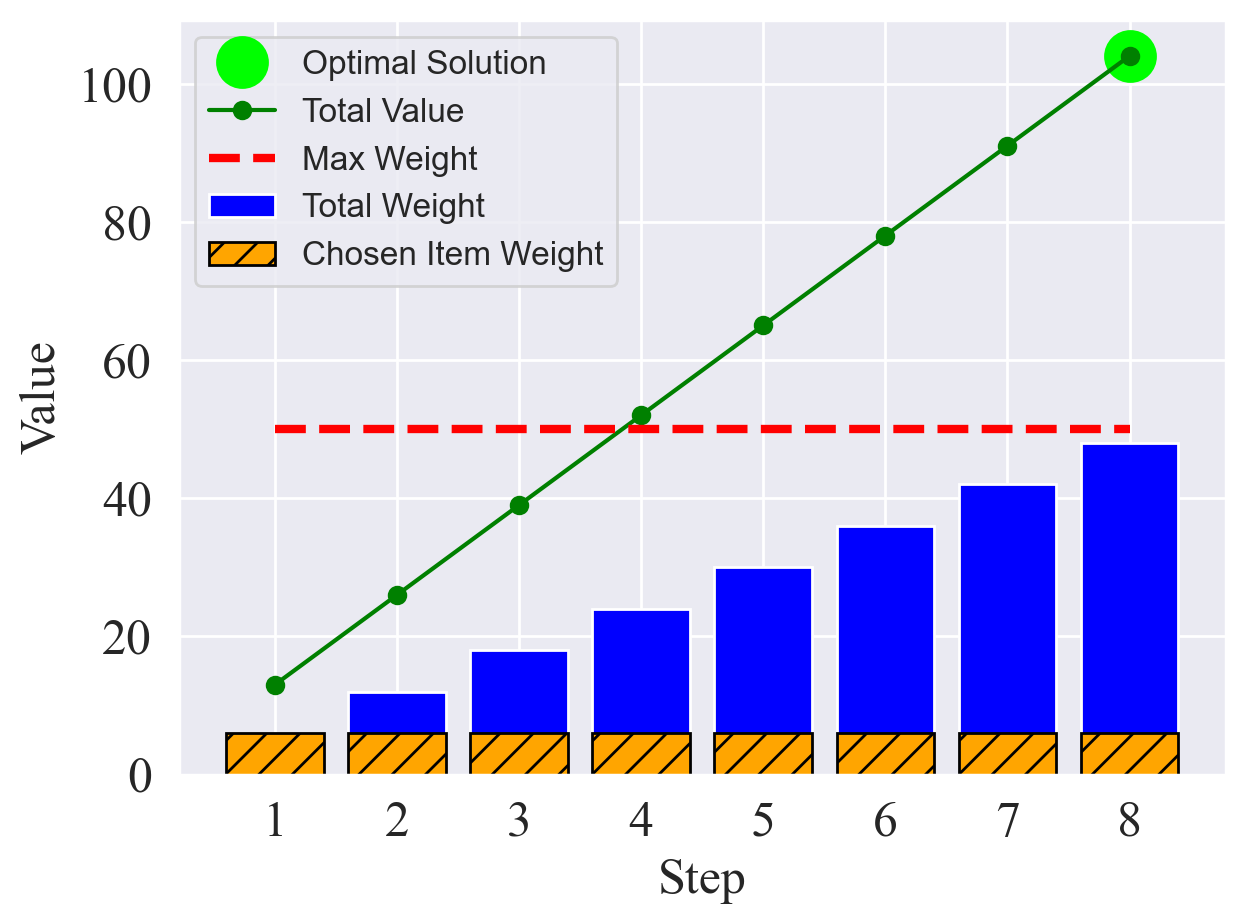 Optimal Solution
Total Value
Max Weight
Total Weight
Chosen Item Weight
100
80
60
40
20
0
Value
1 2 3 4 5 6 7 8
Step